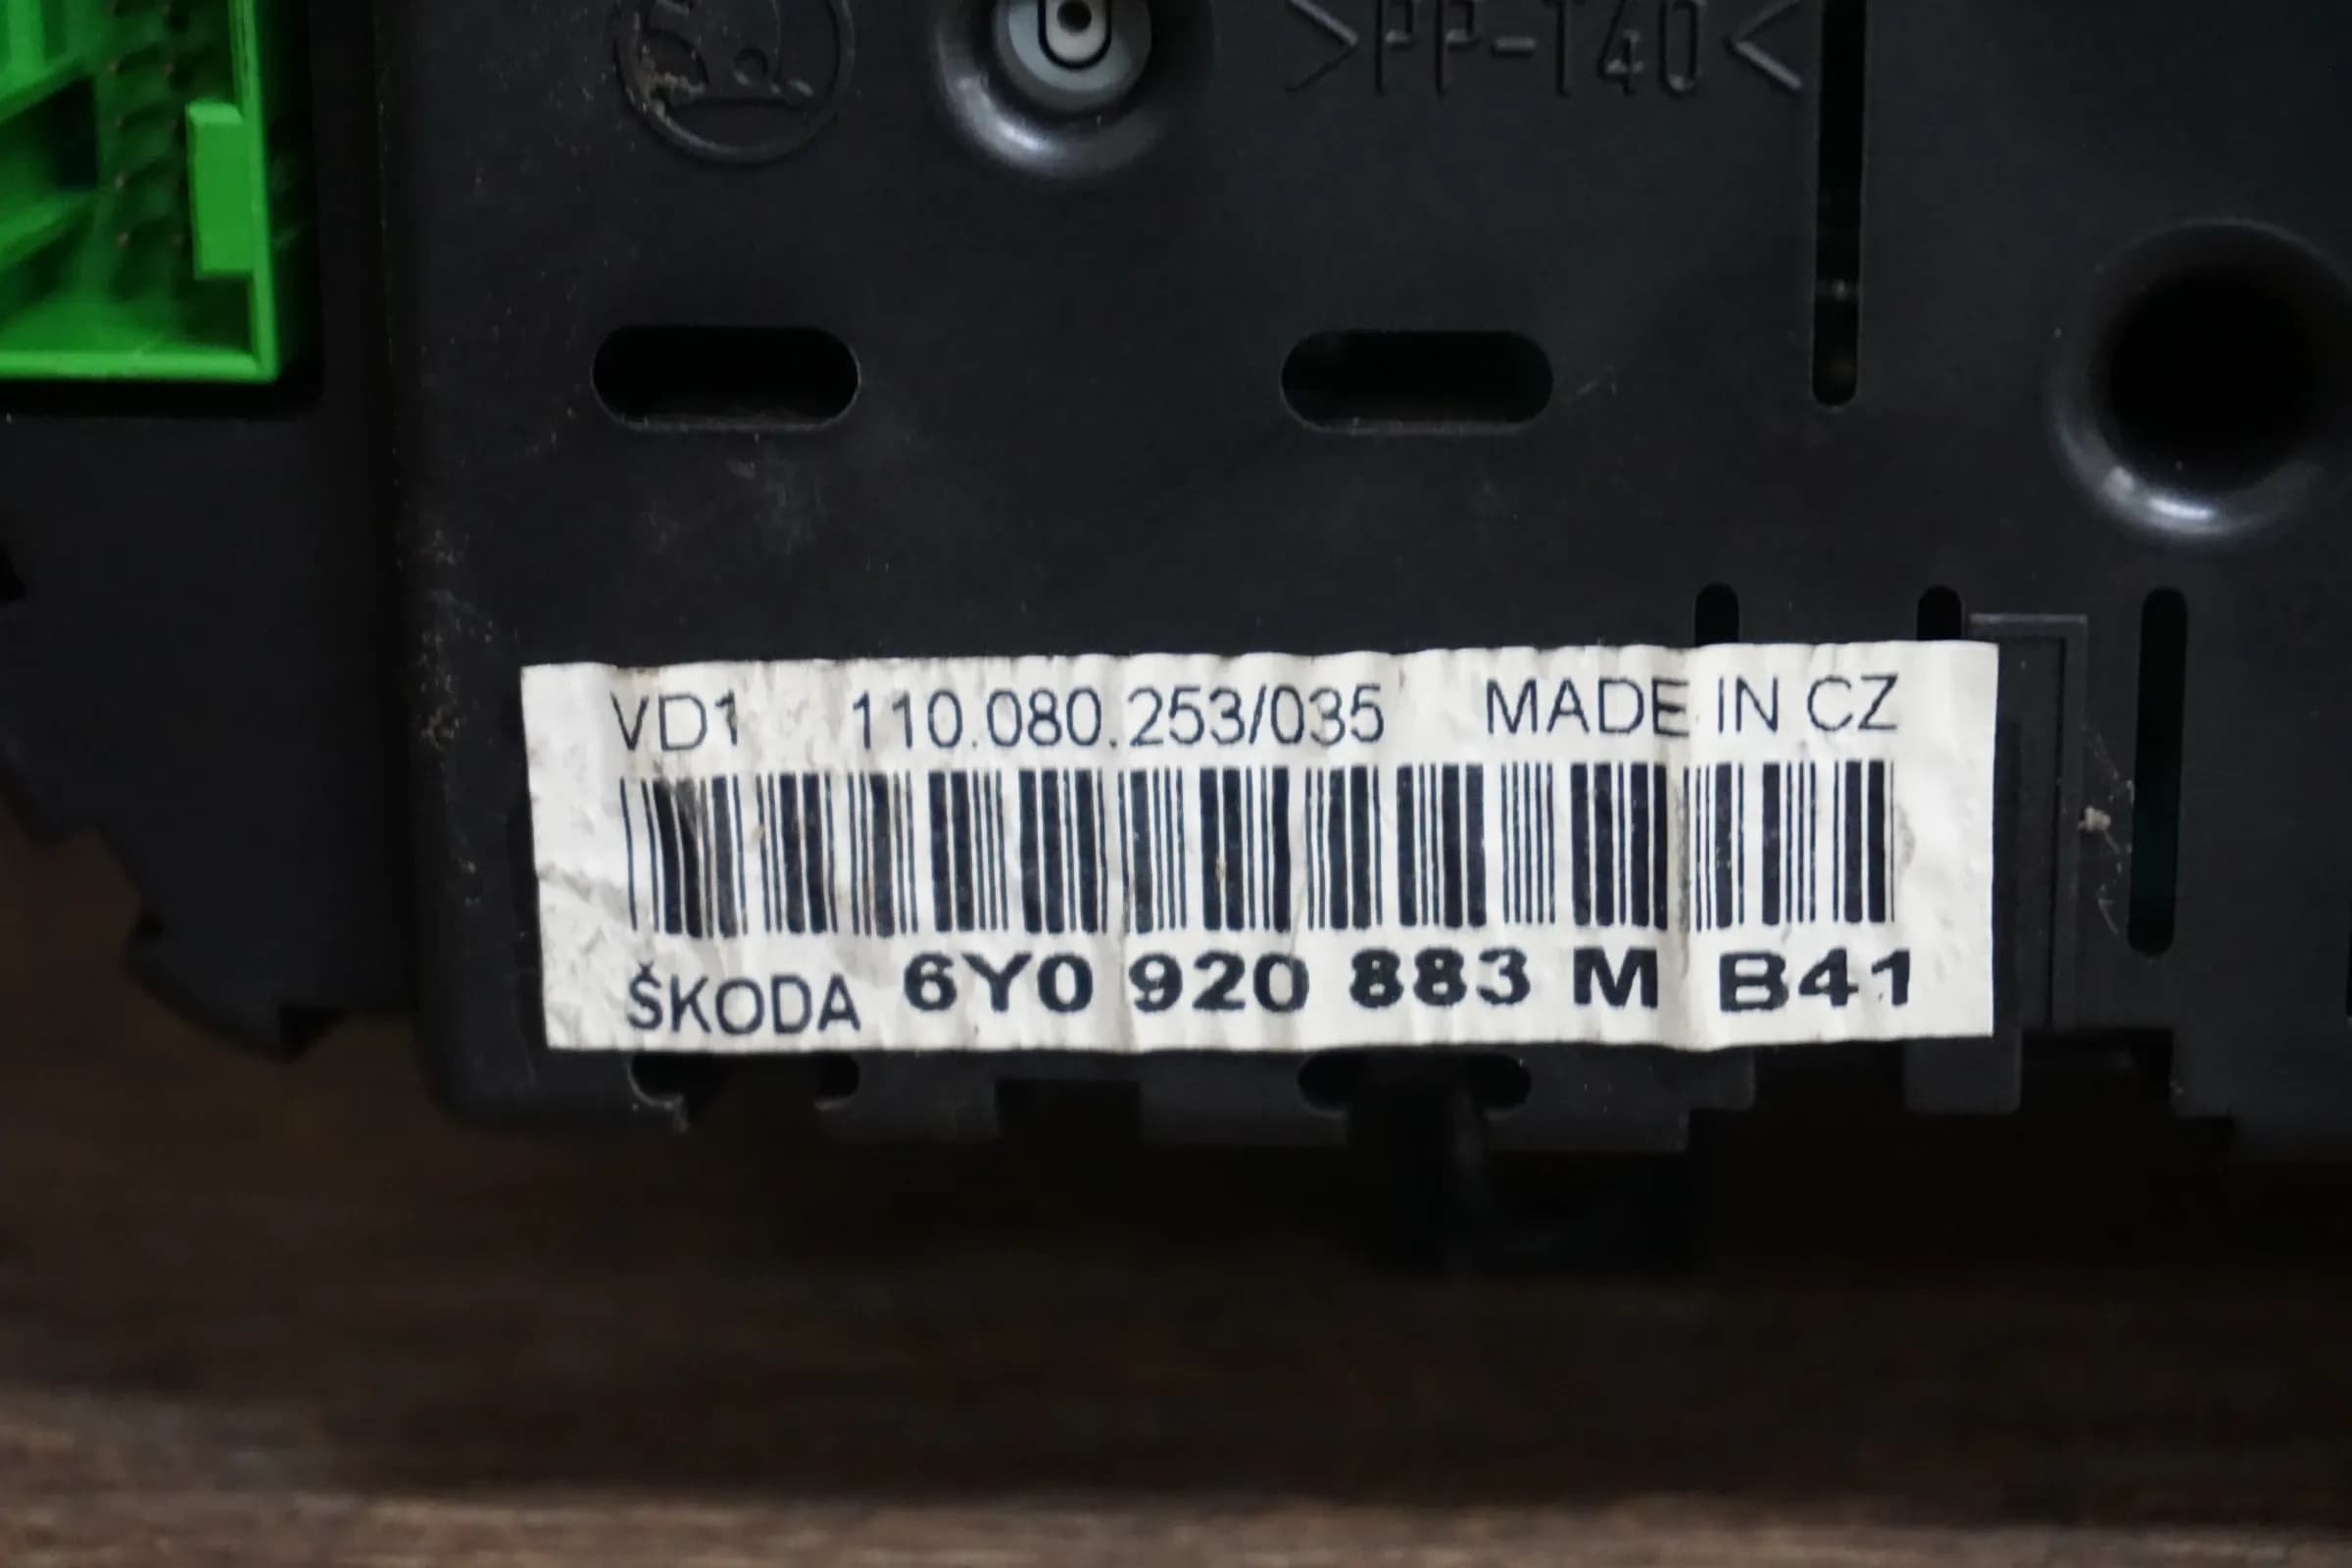 >PP-T40<
VD1 110.080.253/035 MADE IN CZ
ŠKODA 6Y0 920 883 M B41